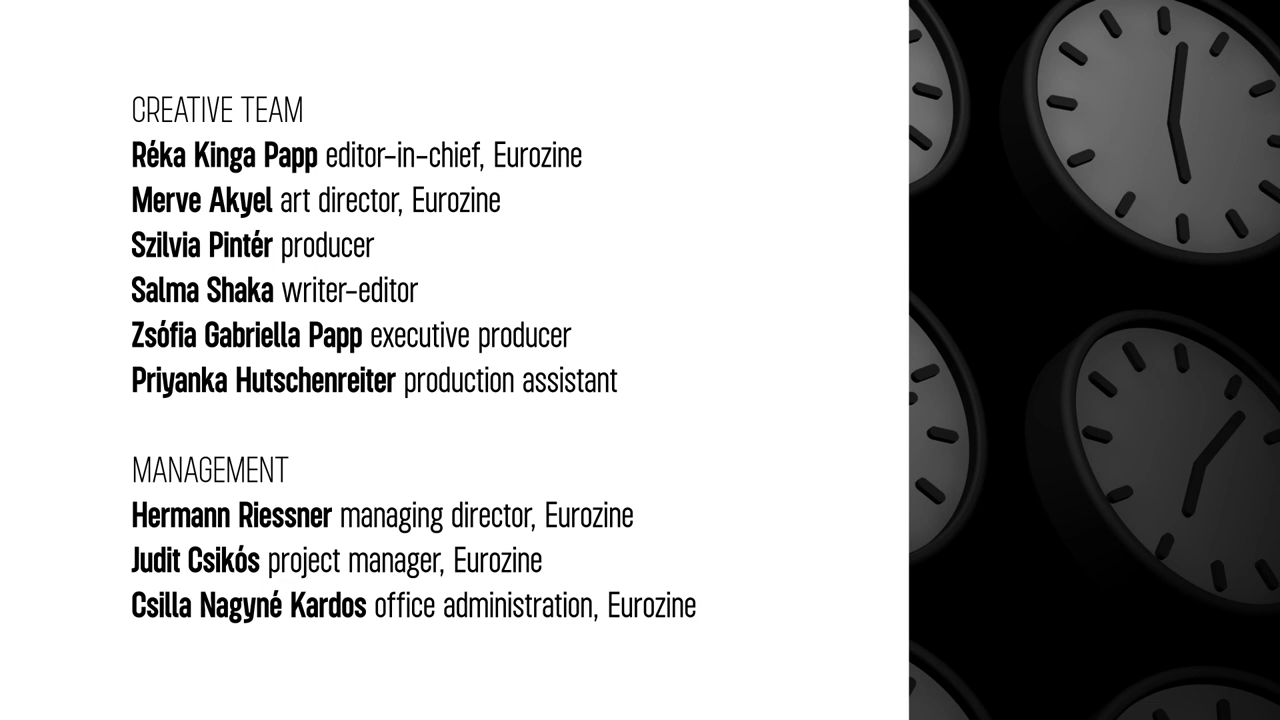 CREATIVE TEAM
Réka Kinga Papp editor-in-chief, Eurozine
Merve Akyel art director, Eurozine
Szilvia Pintér producer
Salma Shaka writer-editor
Zsófia Gabriella Papp executive producer
Priyanka Hutschenreiter production assistant
MANAGEMENT
Hermann Riessner managing director, Eurozine
Judit Csikós project manager, Eurozine
Csilla Nagyné Kardos office administration, Eurozine